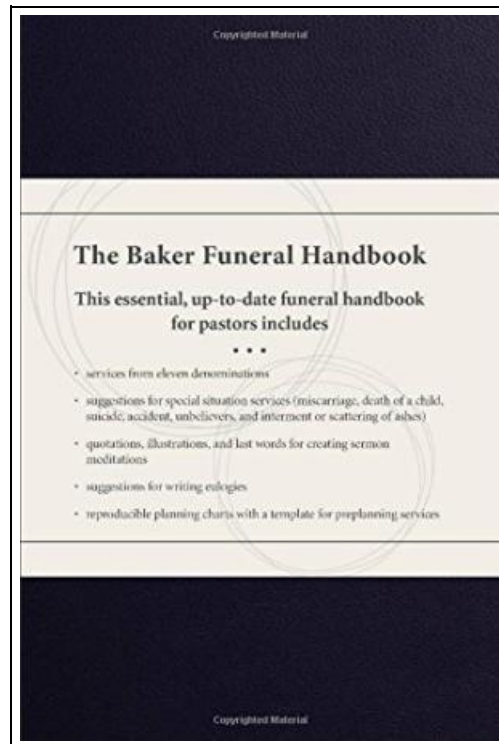 Copyrighted Material
The Baker Funeral Handbook
This essential, up-to-date funeral handbook
for pastors includes
• • •
• services from eleven denominations
• suggestions for special situation services (miscarriage, death of a child,
suicide, accident, unbelievers, and interment or scattering of ashes)
• quotations, illustrations, and last words for creating sermon
meditations
• suggestions for writing eulogies
• reproducible planning charts with a template for preplanning services
Copyrighted Material